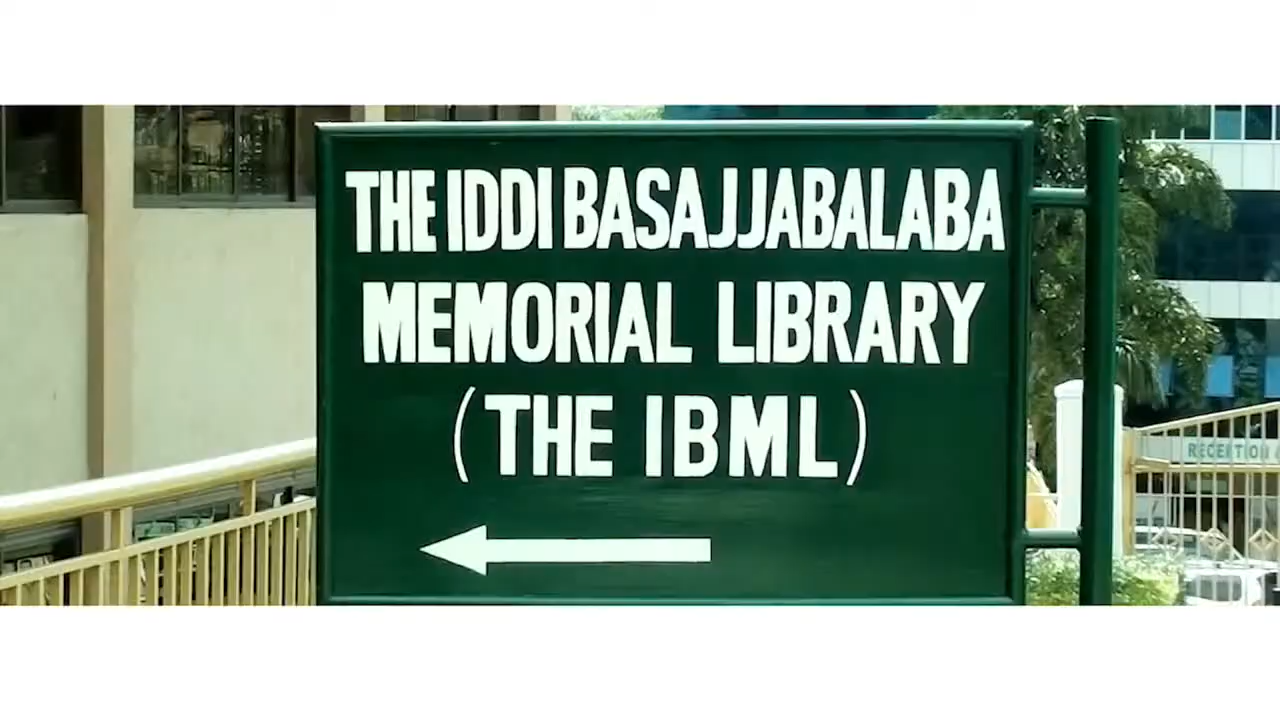 THE IDDI BASAJJABALABA
MEMORIAL LIBRARY
(THE IBML)
RECEPTION